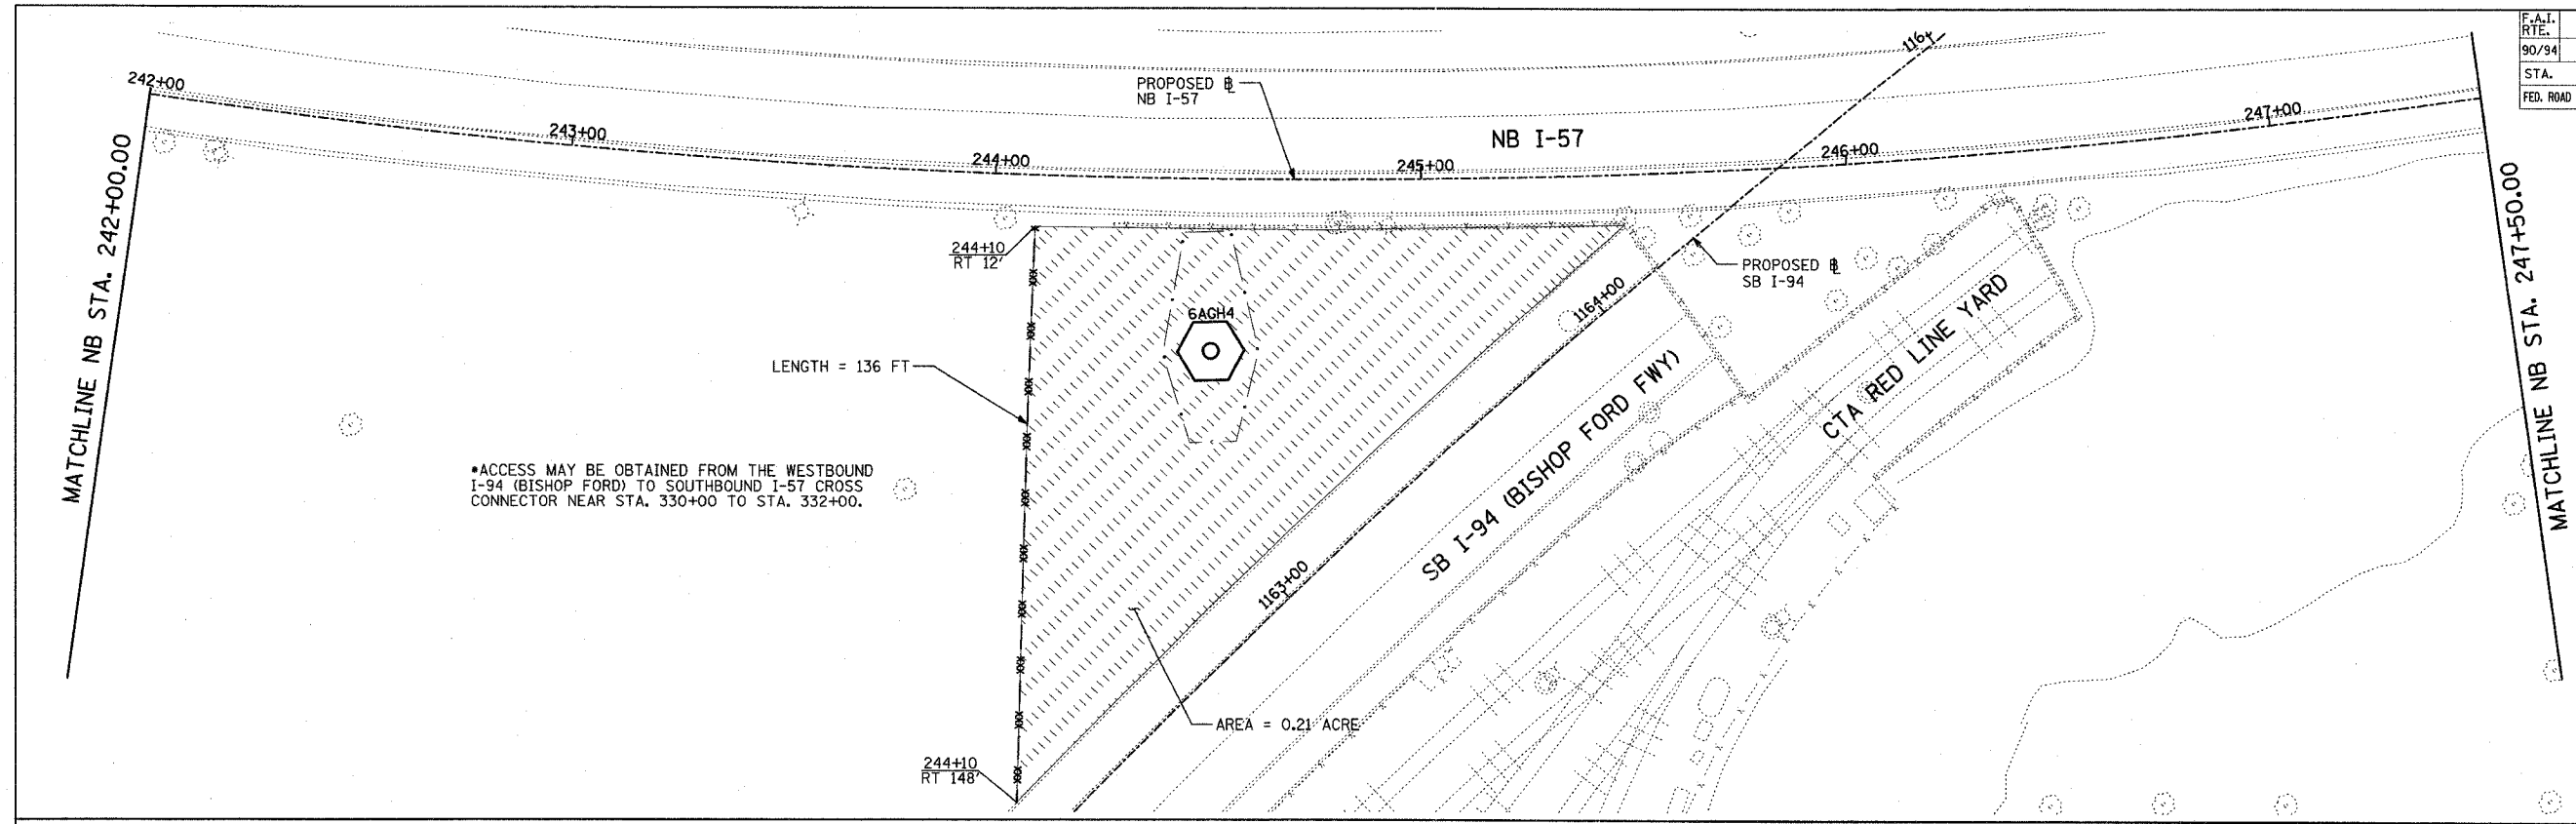 F.A.I.
RTE.
90/94
STA.
FED. ROAD
242+00
243+00
244+00
245+00
246+00
247+00
PROPOSED ℄
NB I-57
NB I-57
1164
MATCHLINE NB STA. 242+00.00
MATCHLINE NB STA. 247+50.00
244+10
RT 12'
6AGH4
PROPOSED ℄
SB I-94
1164+00
1163+00
LENGTH = 136 FT
SB I-94 (BISHOP FORD FWY)
CTA RED LINE YARD
*ACCESS MAY BE OBTAINED FROM THE WESTBOUND
I-94 (BISHOP FORD) TO SOUTHBOUND I-57 CROSS
CONNECTOR NEAR STA. 330+00 TO STA. 332+00.
AREA = 0.21 ACRE
244+10
RT 148'